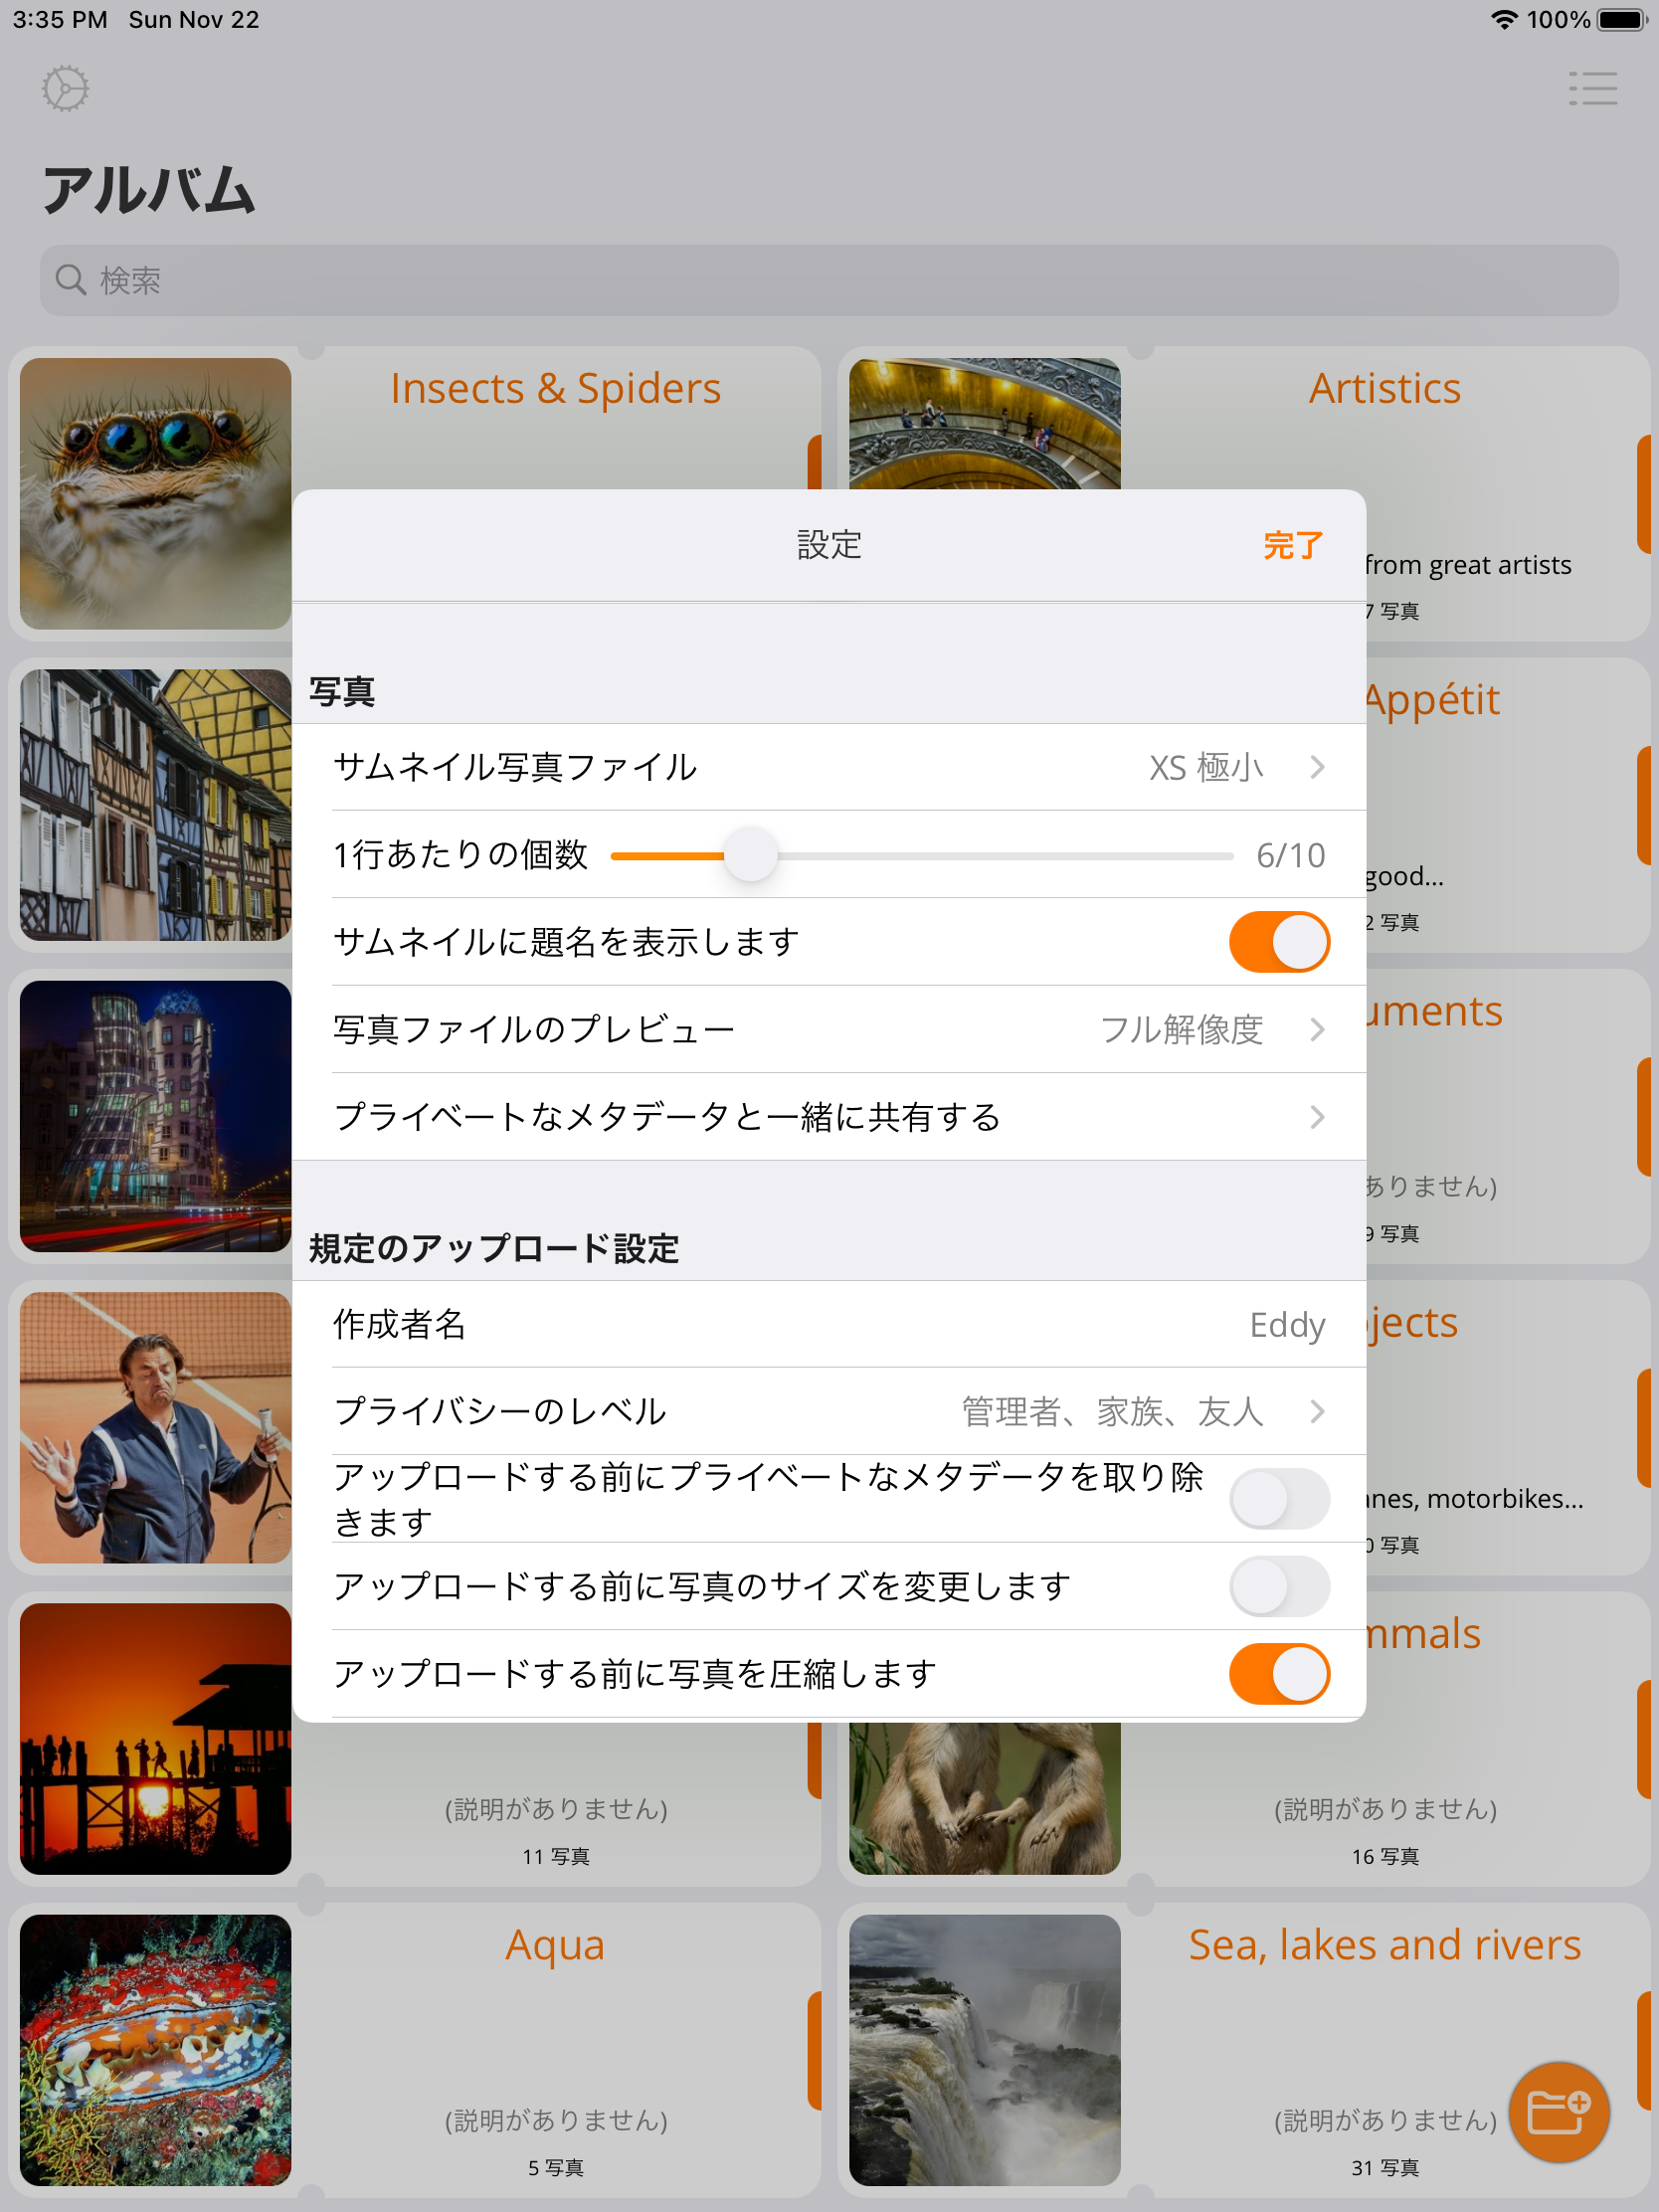 3:35 PM Sun Nov 22
100%
アルバム
検索
Insects & Spiders
Artistics
from great artists
7 写真
設定
完了
写真
サムネイル写真ファイル
XS 極小
1行あたりの個数
6/10
サムネイルに題名を表示します
写真ファイルのプレビュー
フル解像度
プライベートなメタデータと一緒に共有する
規定のアップロード設定
作成者名
Eddy
プライバシーのレベル
管理者、家族、友人
アップロードする前にプライベートなメタデータを取り除
きます
アップロードする前に写真のサイズを変更します
アップロードする前に写真を圧縮します
Appétit
good...
2 写真
uments
ありません)
9 写真
jects
anes, motorbikes...
0 写真
mmals
(説明がありません)
11 写真
(説明がありません)
16 写真
Aqua
(説明がありません)
5 写真
Sea, lakes and rivers
(説明がありません)
31 写真